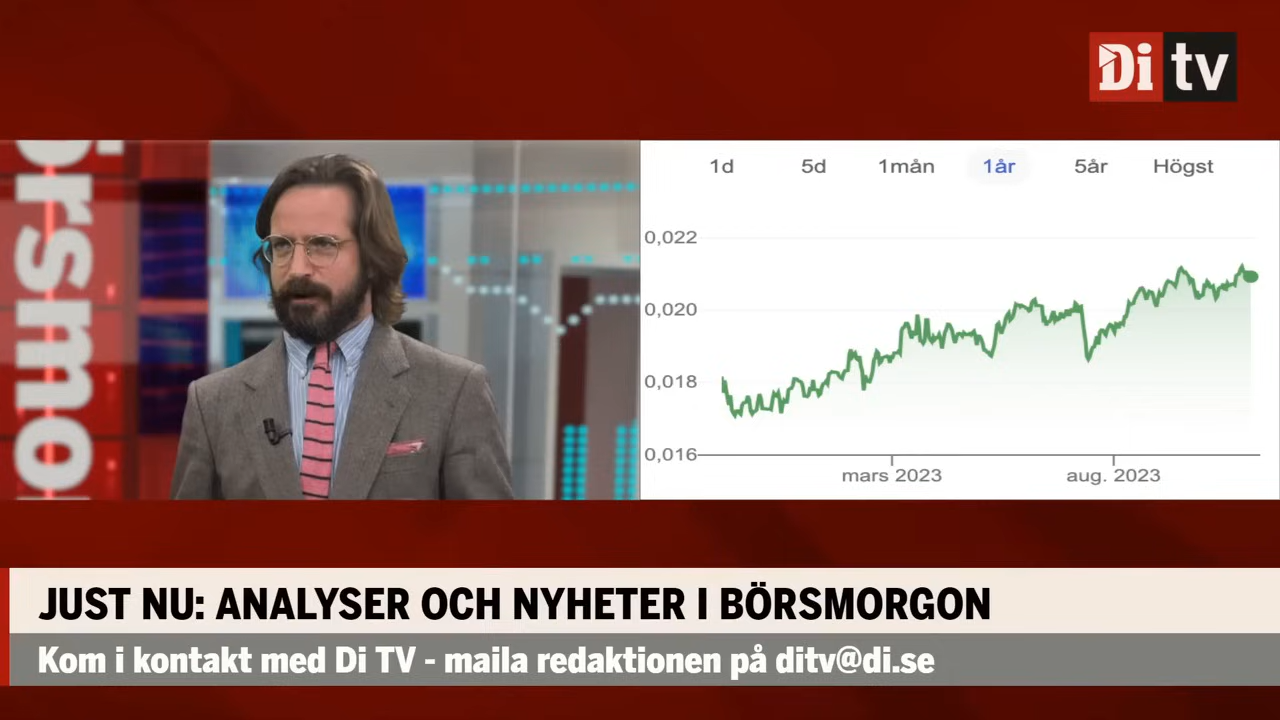 Di tv
örsmo
1d 5d 1mån 1år 5år Högst
0,022
0,020
0,018
0,016
mars 2023 aug. 2023
JUST NU: ANALYSER OCH NYHETER I BÖRSMORGON
Kom i kontakt med Di TV - maila redaktionen på ditv@di.se